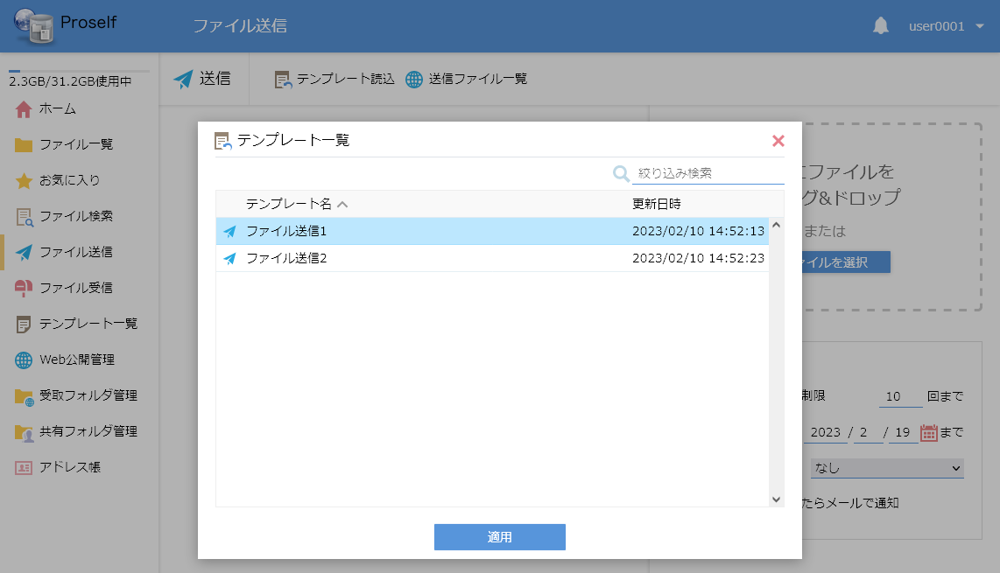 Proself
ファイル送信
user0001
2.3GB/31.2GB使用中
ホーム
ファイル一覧
お気に入り
ファイル検索
ファイル送信
ファイル受信
テンプレート一覧
Web公開管理
受取フォルダ管理
共有フォルダ管理
アドレス帳
送信
テンプレート読込
送信ファイル一覧
テンプレート一覧
絞り込み検索
テンプレート名 更新日時
ファイル送信1 2023/02/10 14:52:13
ファイル送信2 2023/02/10 14:52:23
適用
ファイルを
グ&ドロップ
または
イルを選択
制限 10 回まで
2023 / 2 / 19 まで
なし
たらメールで通知